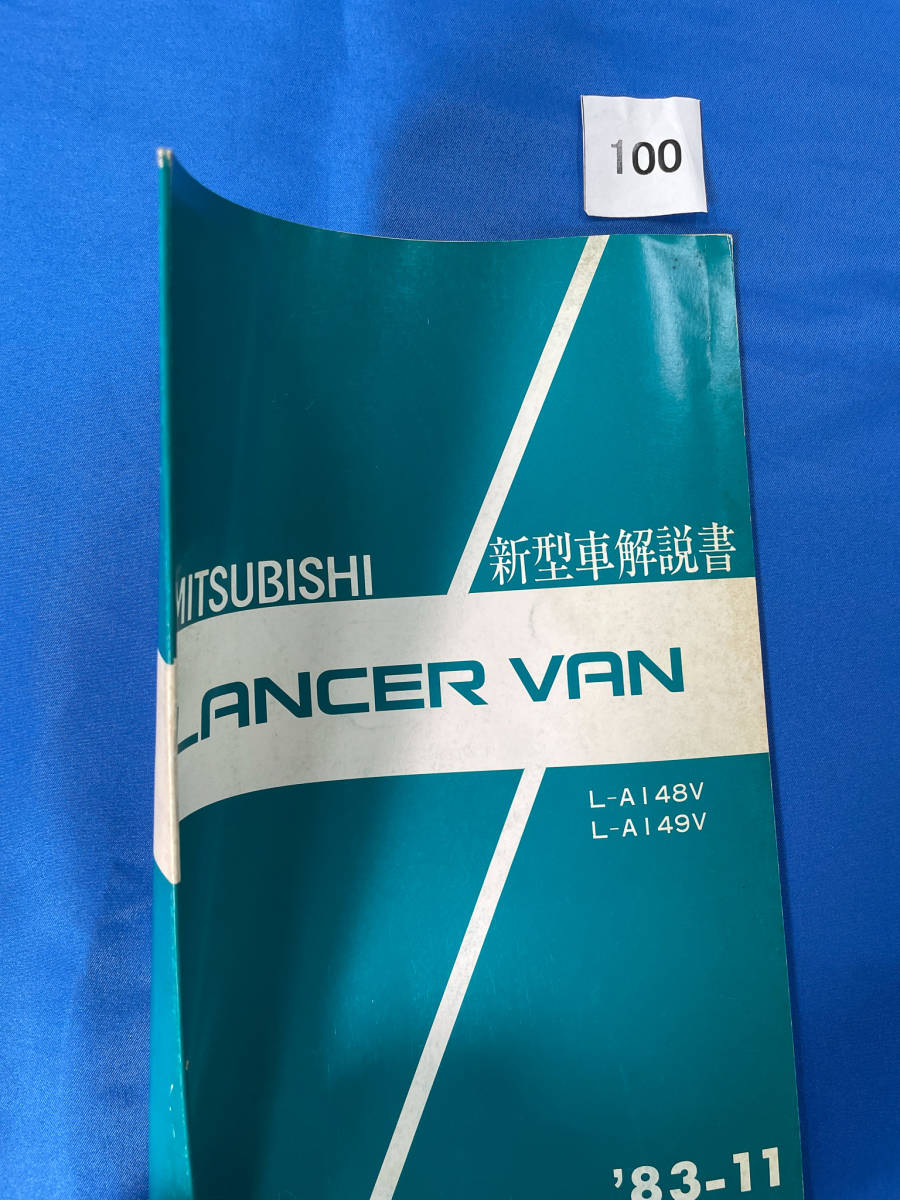 100
MITSUBISHI
新型車解説書
LANCER VAN
L-A148V
L-A149V
'83-11